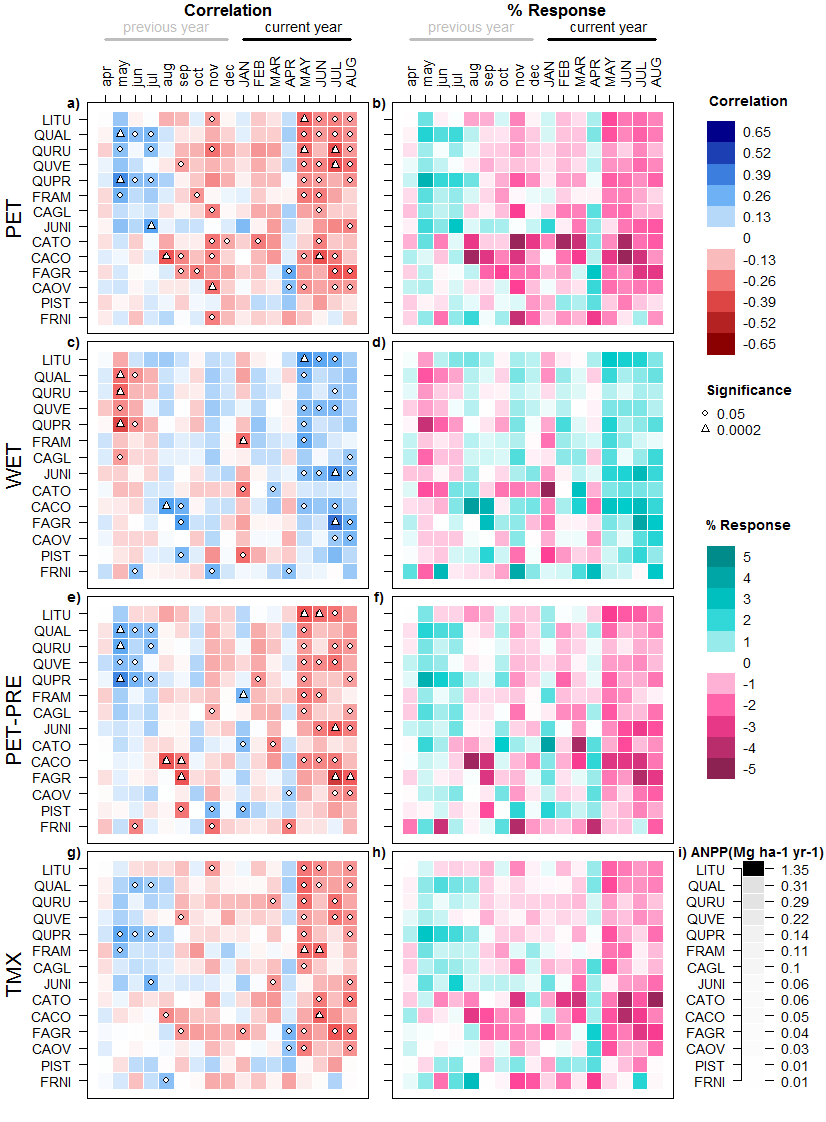 Correlation
% Response
previous year
current year
previous year
current year
apr may jun jul aug sep oct nov dec JAN FEB MAR APR MAY JUN JUL AUG
apr may jun jul aug sep oct nov dec JAN FEB MAR APR MAY JUN JUL AUG
a)
b)
PET
LITU
QUAL
QURU
QUVE
QUPR
FRAM
CAGL
JUNI
CATO
CACO
FAGR
CAOV
PIST
FRNI
c)
d)
WET
LITU
QUAL
QURU
QUVE
QUPR
FRAM
CAGL
JUNI
CATO
CACO
FAGR
CAOV
PIST
FRNI
e)
f)
PET-PRE
LITU
QUAL
QURU
QUVE
QUPR
FRAM
CAGL
JUNI
CATO
CACO
FAGR
CAOV
PIST
FRNI
g)
h)
TMX
LITU
QUAL
QURU
QUVE
QUPR
FRAM
CAGL
JUNI
CATO
CACO
FAGR
CAOV
PIST
FRNI
Correlation
0.65
0.52
0.39
0.26
0.13
0
-0.13
-0.26
-0.39
-0.52
-0.65
Significance
0.05
0.0002
% Response
5
4
3
2
1
0
-1
-2
-3
-4
-5
i) ANPP(Mg ha-1 yr-1)
LITU 1.35
QUAL 0.31
QURU 0.29
QUVE 0.22
QUPR 0.14
FRAM 0.11
CAGL 0.1
JUNI 0.06
CATO 0.06
CACO 0.05
FAGR 0.04
CAOV 0.03
PIST 0.01
FRNI 0.01